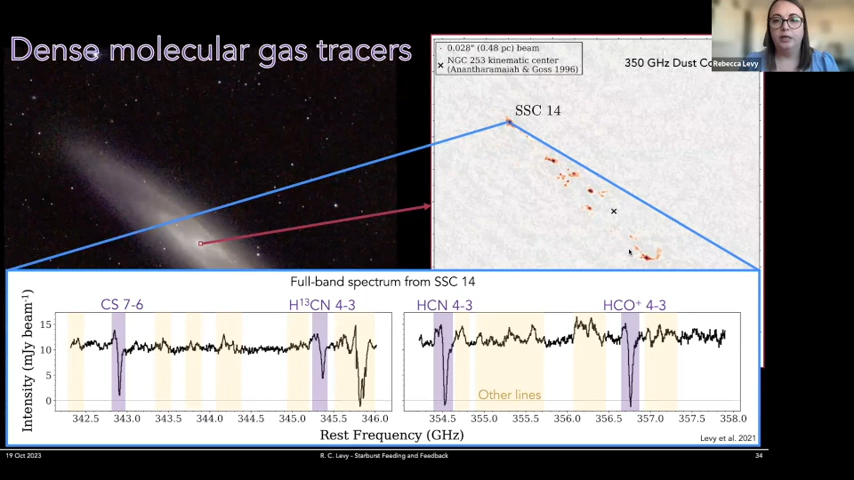 Dense molecular gas tracers
0.028" (0.48 pc) beam
× NGC 253 kinematic center
(Anantharamaiah & Goss 1996)
350 GHz Dust
Rebecca Levy
SSC 14
Full-band spectrum from SSC 14
CS 7-6
H¹³CN 4-3
HCN 4-3
HCO⁺ 4-3
Intensity (mJy beam⁻¹)
15
10
5
0
Other lines
342.5 343.0 343.5 344.0 344.5 345.0 345.5 346.0
354.5 355.0 355.5 356.0 356.5 357.0 357.5 358.0
Rest Frequency (GHz)
Levy et al. 2021
19 Oct 2023
R. C. Levy - Starburst Feeding and Feedback
34